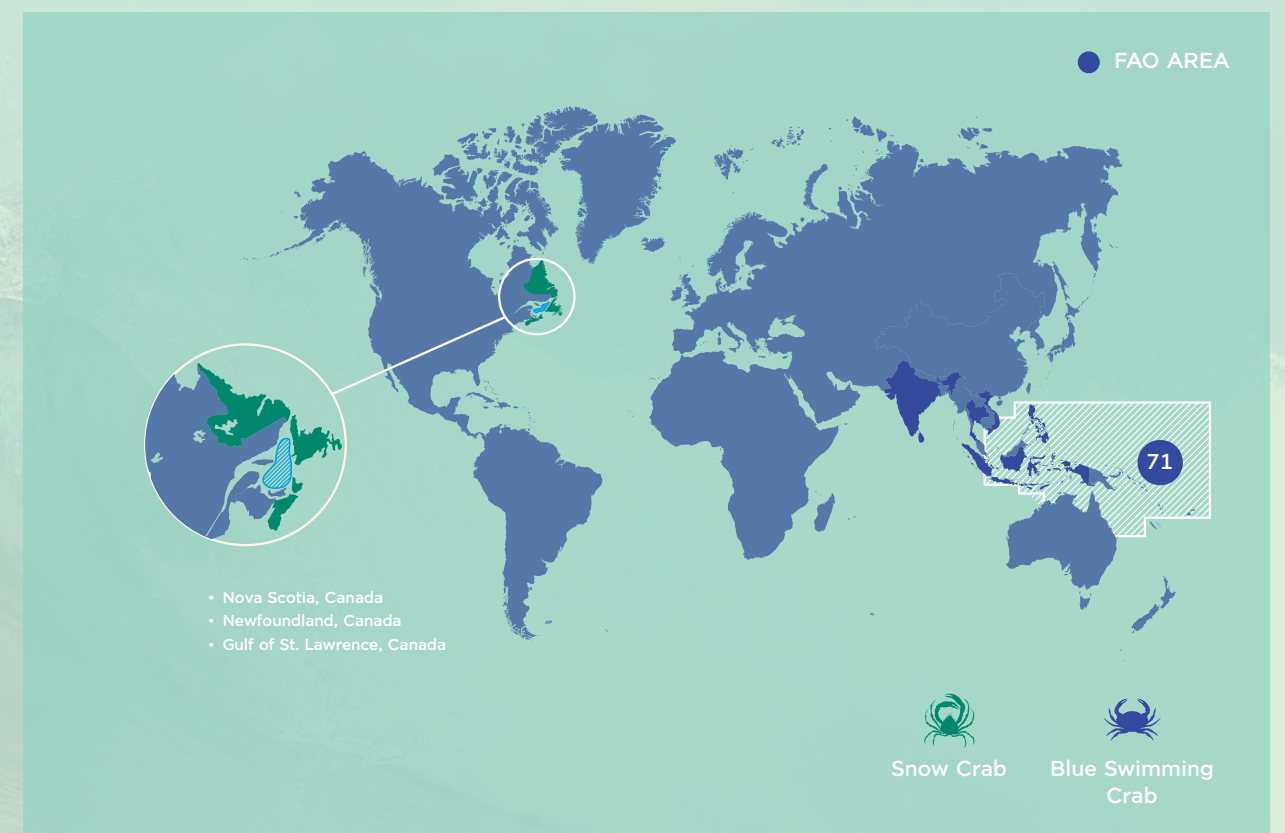 FAO AREA
71
• Nova Scotia, Canada
• Newfoundland, Canada
• Gulf of St. Lawrence, Canada
Snow Crab
Blue Swimming
Crab